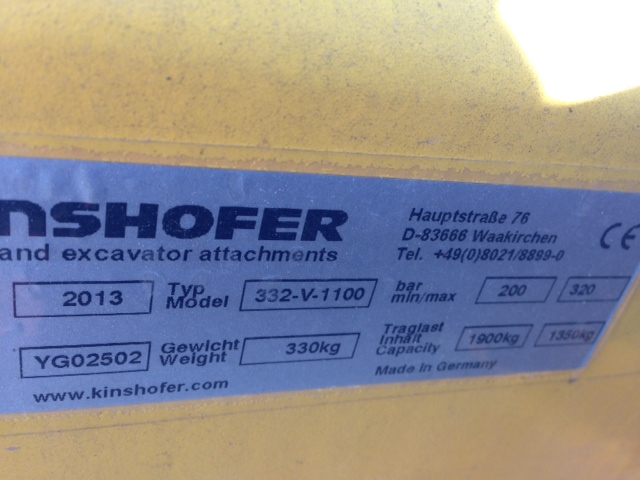 NSHOFER
and excavator attachments
Hauptstraße 76
D-83666 Waakirchen
Tel. +49(0)8021/8899-0
CE
2013 Typ Model 332-V-1100 bar min/max 200 320
YG02502 Gewicht Weight 330kg Traglast Inhalt Capacity 1900kg 1350kg
www.kinshofer.com
Made In Germany